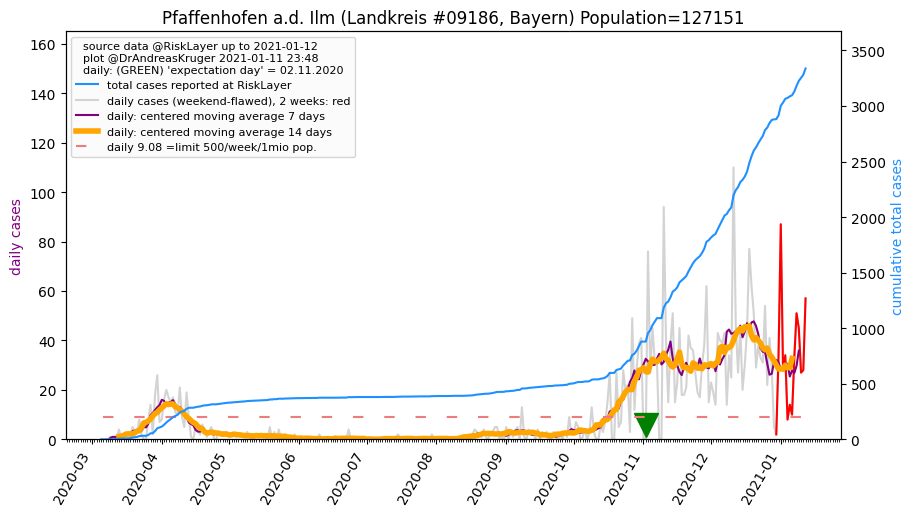 Pfaffenhofen a.d. Ilm (Landkreis #09186, Bayern) Population=127151
source data @RiskLayer up to 2021-01-12
plot @DrAndreasKruger 2021-01-11 23:48
daily: (GREEN) 'expectation day' = 02.11.2020
total cases reported at RiskLayer
daily cases (weekend-flawed), 2 weeks: red
daily: centered moving average 7 days
daily: centered moving average 14 days
daily 9.08 =limit 500/week/1mio pop.
daily cases
160
140
120
100
80
60
40
20
0
cumulative total cases
3500
3000
2500
2000
1500
1000
500
0
2020-03
2020-04
2020-05
2020-06
2020-07
2020-08
2020-09
2020-10
2020-11
2020-12
2021-01